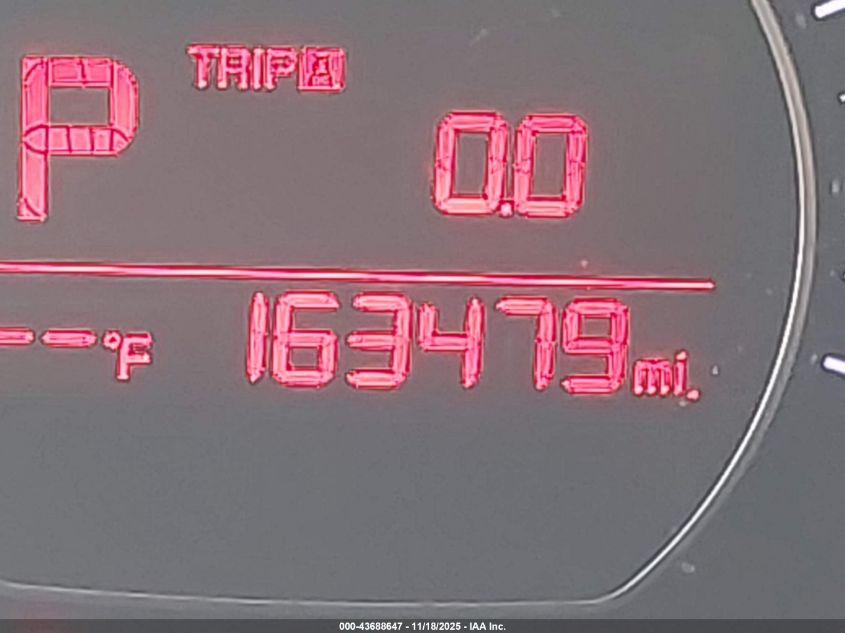 P TRIP A
0.0
--°F 163479 mi.
000-43688647 - 11/18/2025 - IAA Inc.